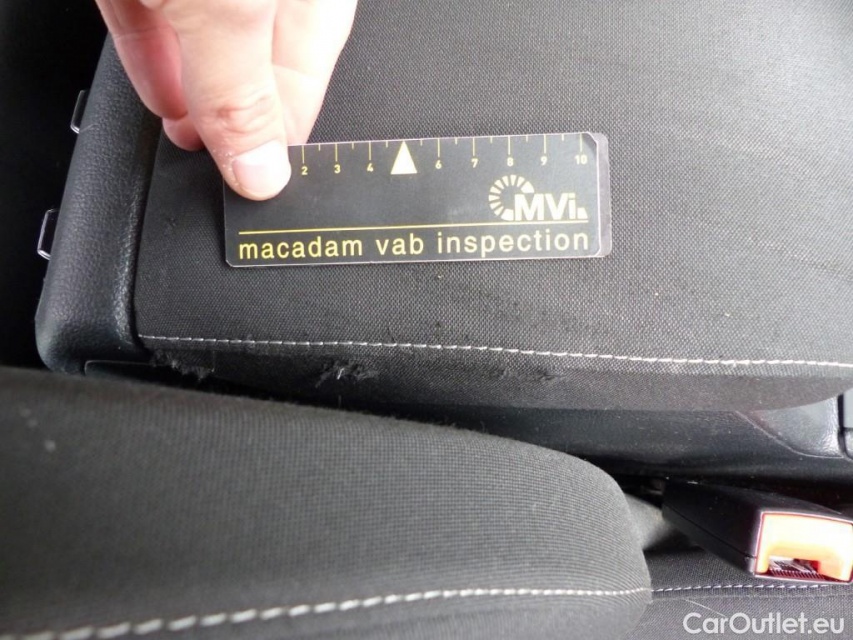 2 3 4 6 7 8 9 10
MVi
macadam vab inspection
CarOutlet.eu